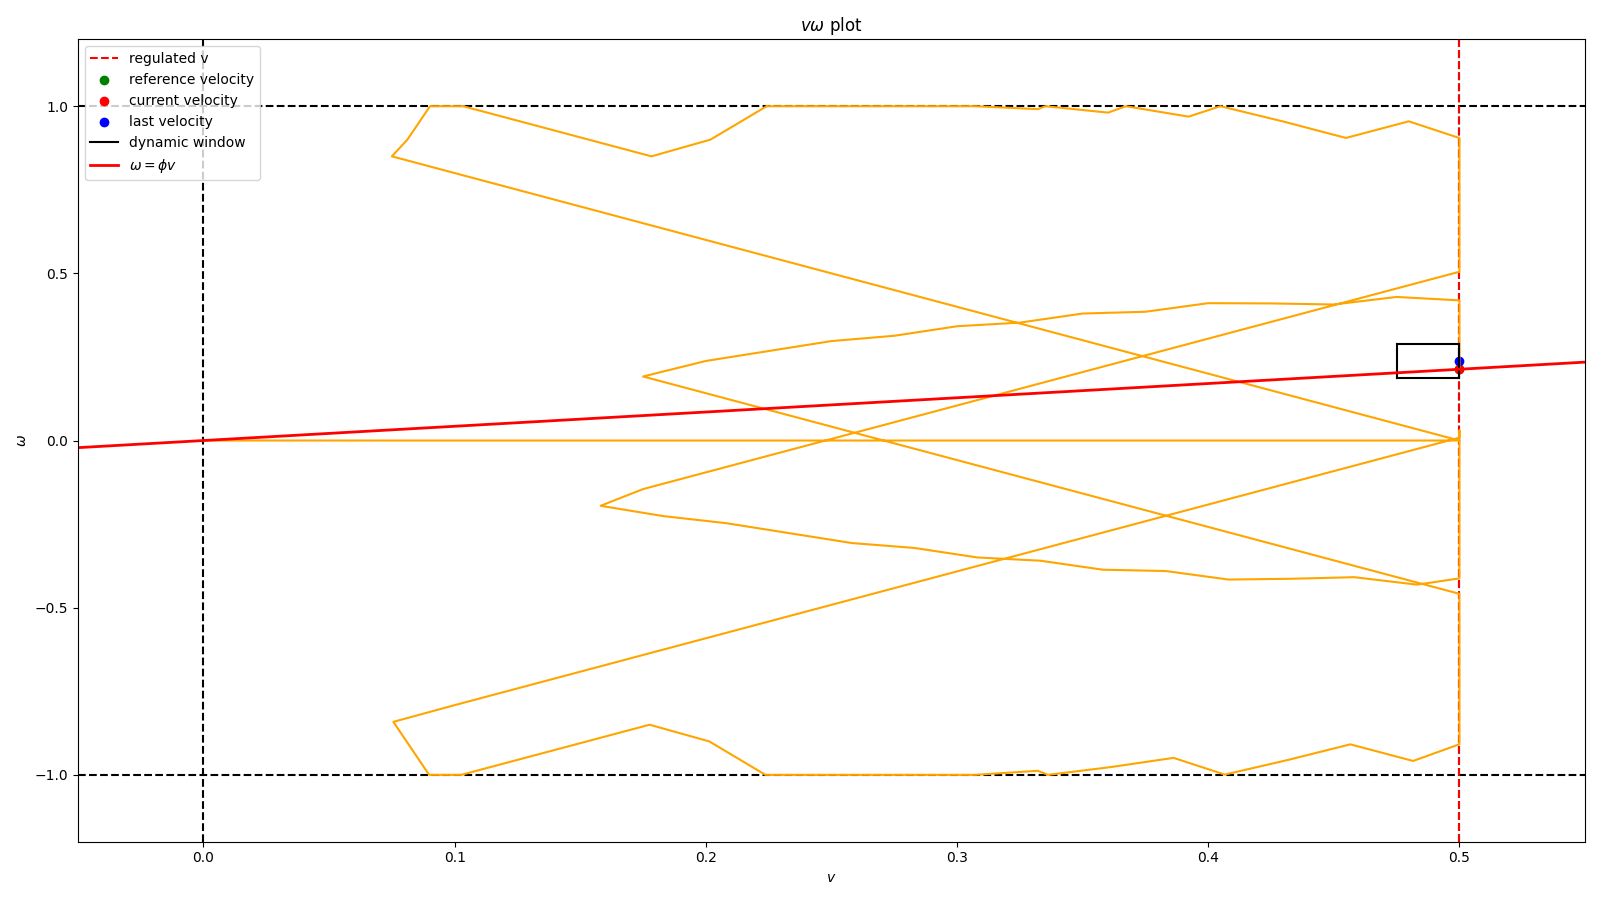 vω plot
regulated v
reference velocity
current velocity
last velocity
dynamic window
ω = ϕv
1.0
0.5
0.0
−0.5
−1.0
ω
0.0 0.1 0.2 0.3 0.4 0.5
v